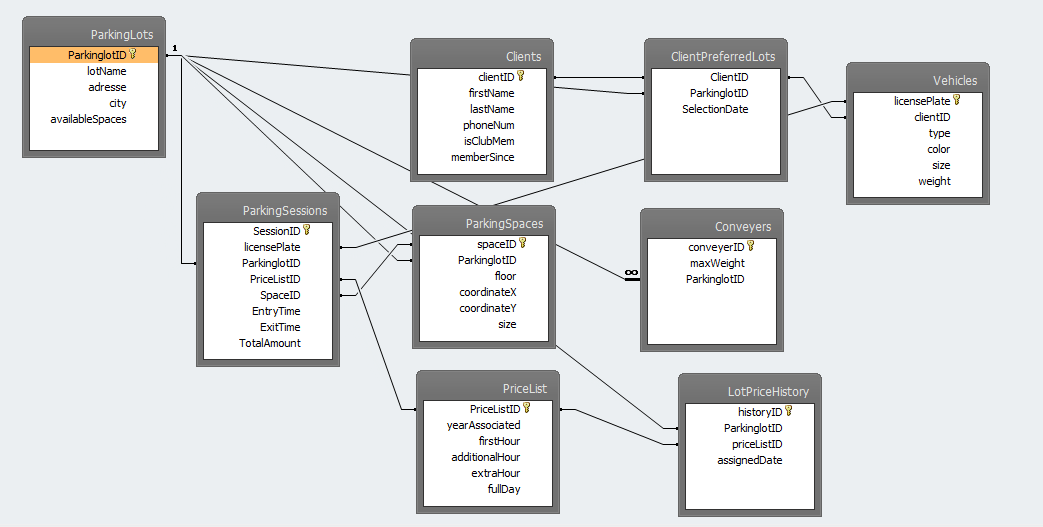 ParkingLots
ParkinglotID
lotName
adresse
city
availableSpaces
1
Clients
clientID
firstName
lastName
phoneNum
isClubMem
memberSince
ClientPreferredLots
ClientID
ParkinglotID
SelectionDate
Vehicles
licensePlate
clientID
type
color
size
weight
ParkingSessions
SessionID
licensePlate
ParkinglotID
PriceListID
SpaceID
EntryTime
ExitTime
TotalAmount
ParkingSpaces
spaceID
ParkinglotID
floor
coordinateX
coordinateY
size
Conveyers
conveyerID
maxWeight
ParkinglotID
∞
PriceList
PriceListID
yearAssociated
firstHour
additionalHour
extraHour
fullDay
LotPriceHistory
historyID
ParkinglotID
priceListID
assignedDate